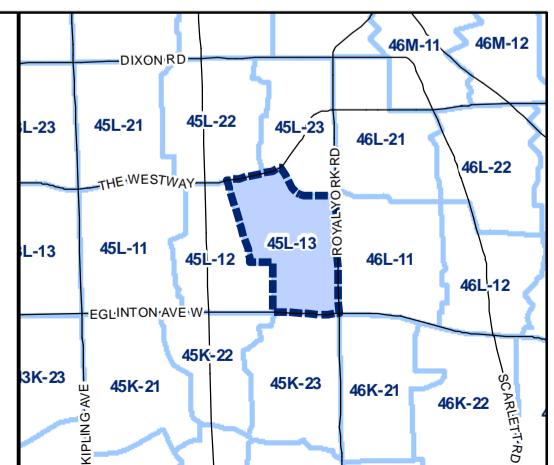 46M-11
46M-12
DIXON RD
3L-23
45L-21
45L-22
45L-23
46L-21
46L-22
THE WESTWAY
ROYAL YORK RD
3L-13
45L-11
45L-12
45L-13
46L-11
46L-12
EGLINTON AVE W
45K-22
3K-23
45K-21
45K-23
46K-21
46K-22
KIPLING AVE
SCARLETT RD